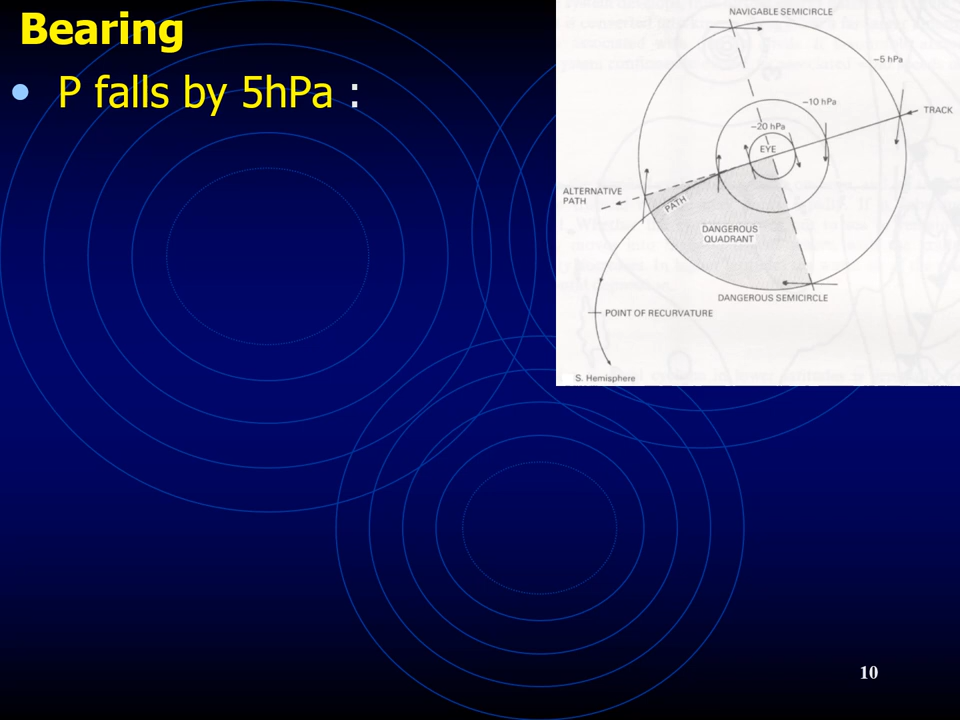 Bearing
• P falls by 5hPa :
NAVIGABLE SEMICIRCLE
–5 hPa
–10 hPa
TRACK
–20 hPa
EYE
ALTERNATIVE
PATH
PATH
DANGEROUS
QUADRANT
DANGEROUS SEMICIRCLE
POINT OF RECURVATURE
S. Hemisphere
10